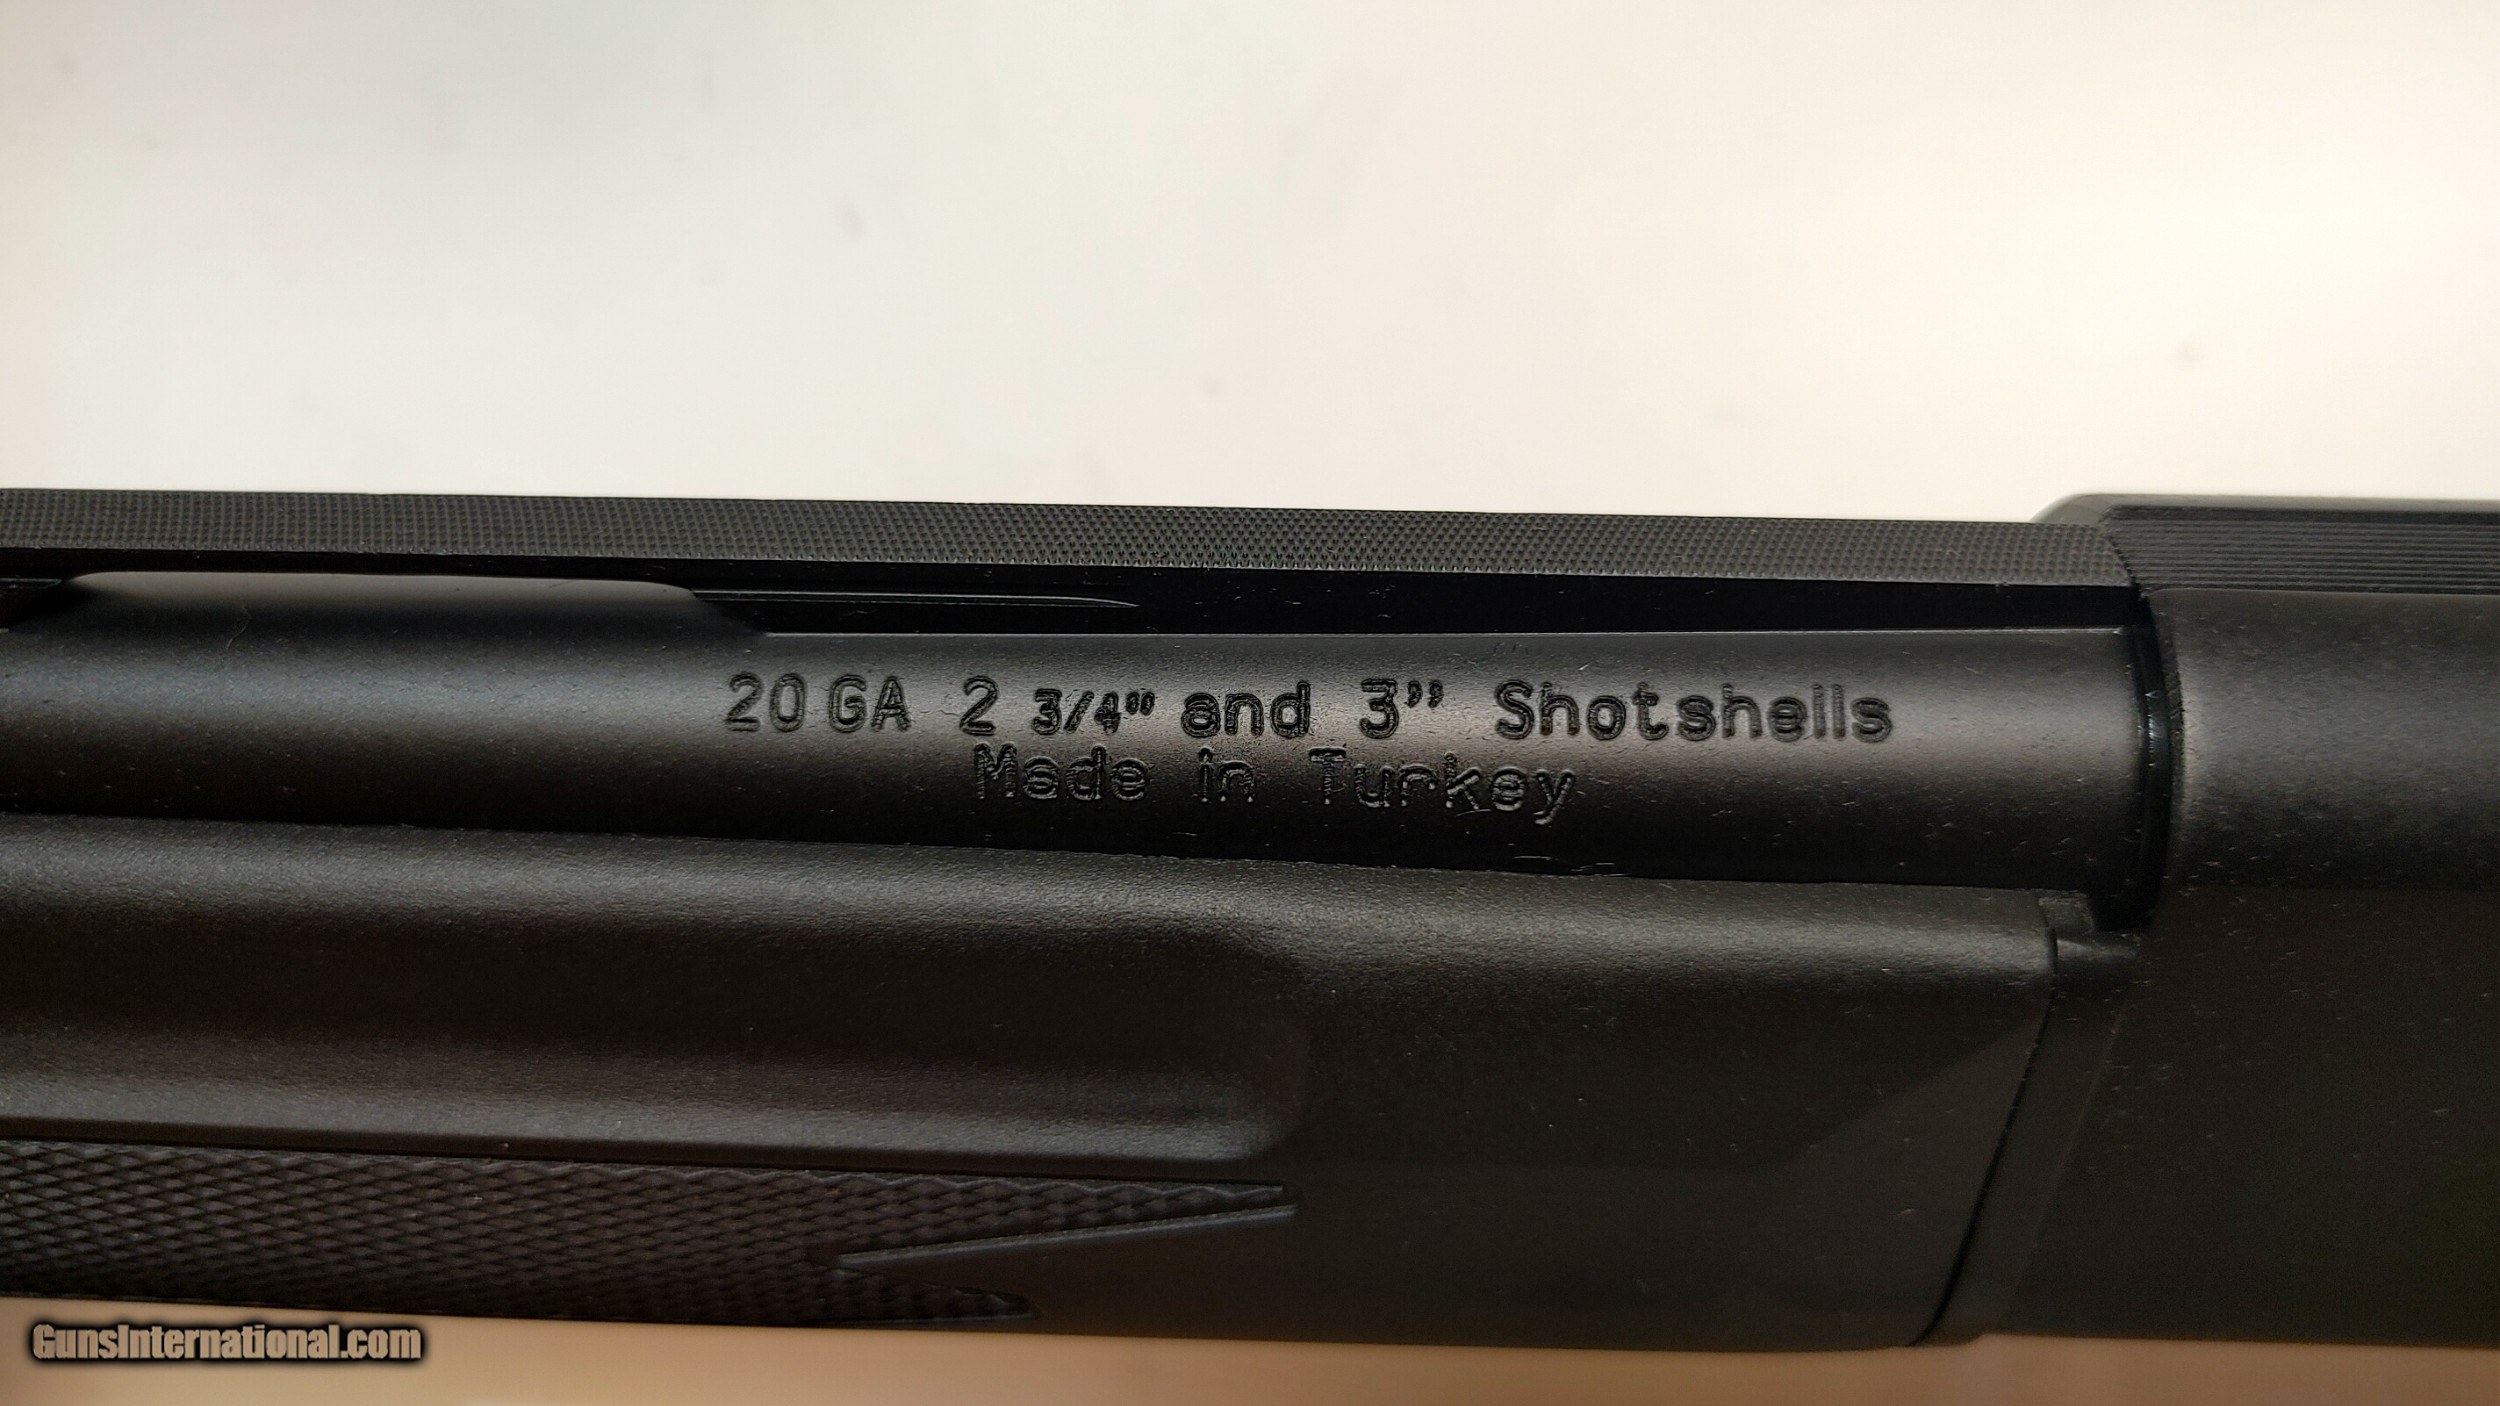 20 GA 2 3/4" and 3” Shotshells
Made in Turkey
GunsInternational.com